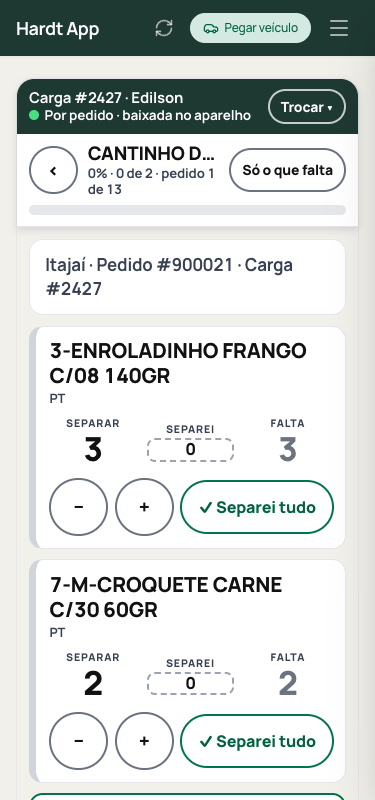 Hardt App
Pegar veículo
Carga #2427 · Edilson
Por pedido · baixada no aparelho
Trocar ▾
‹
CANTINHO D...
0% · 0 de 2 · pedido 1
de 13
Só o que falta
Itajaí · Pedido #900021 · Carga
#2427
3-ENROLADINHO FRANGO
C/08 140GR
PT
SEPARAR
SEPAREI
FALTA
3
0
3
−
+
✓ Separei tudo
7-M-CROQUETE CARNE
C/30 60GR
PT
SEPARAR
SEPAREI
FALTA
2
0
2
−
+
✓ Separei tudo